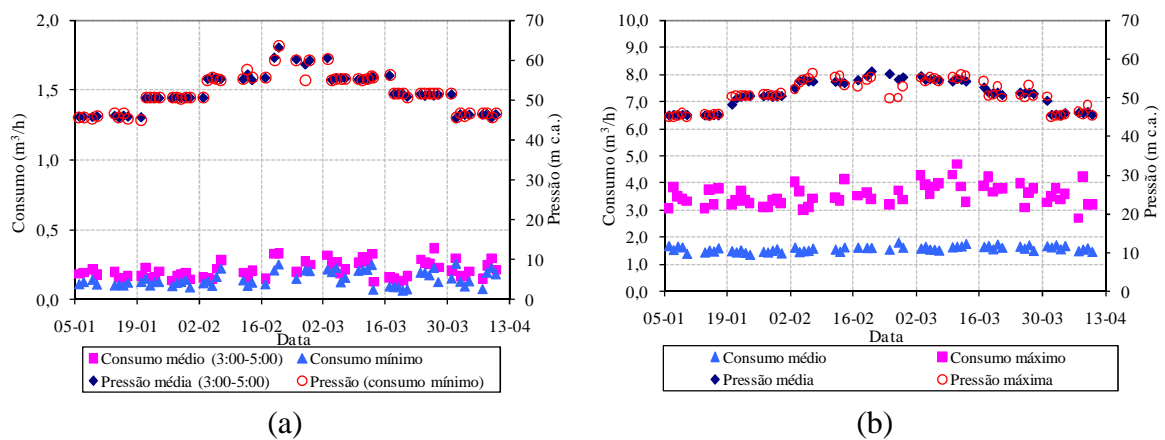 2,0
1,5
1,0
0,5
0,0
Consumo (m³/h)
70
60
50
40
30
20
10
0
Pressão (m c.a.)
05-01 19-01 02-02 16-02 02-03 16-03 30-03 13-04
Data
Consumo médio (3:00-5:00) Consumo mínimo
Pressão média (3:00-5:00) Pressão (consumo mínimo)
(a)
10,0
9,0
8,0
7,0
6,0
5,0
4,0
3,0
2,0
1,0
0,0
Consumo (m³/h)
70
60
50
40
30
20
10
0
Pressão (m c.a.)
05-01 19-01 02-02 16-02 02-03 16-03 30-03 13-04
Data
Consumo médio Consumo máximo
Pressão média Pressão máxima
(b)